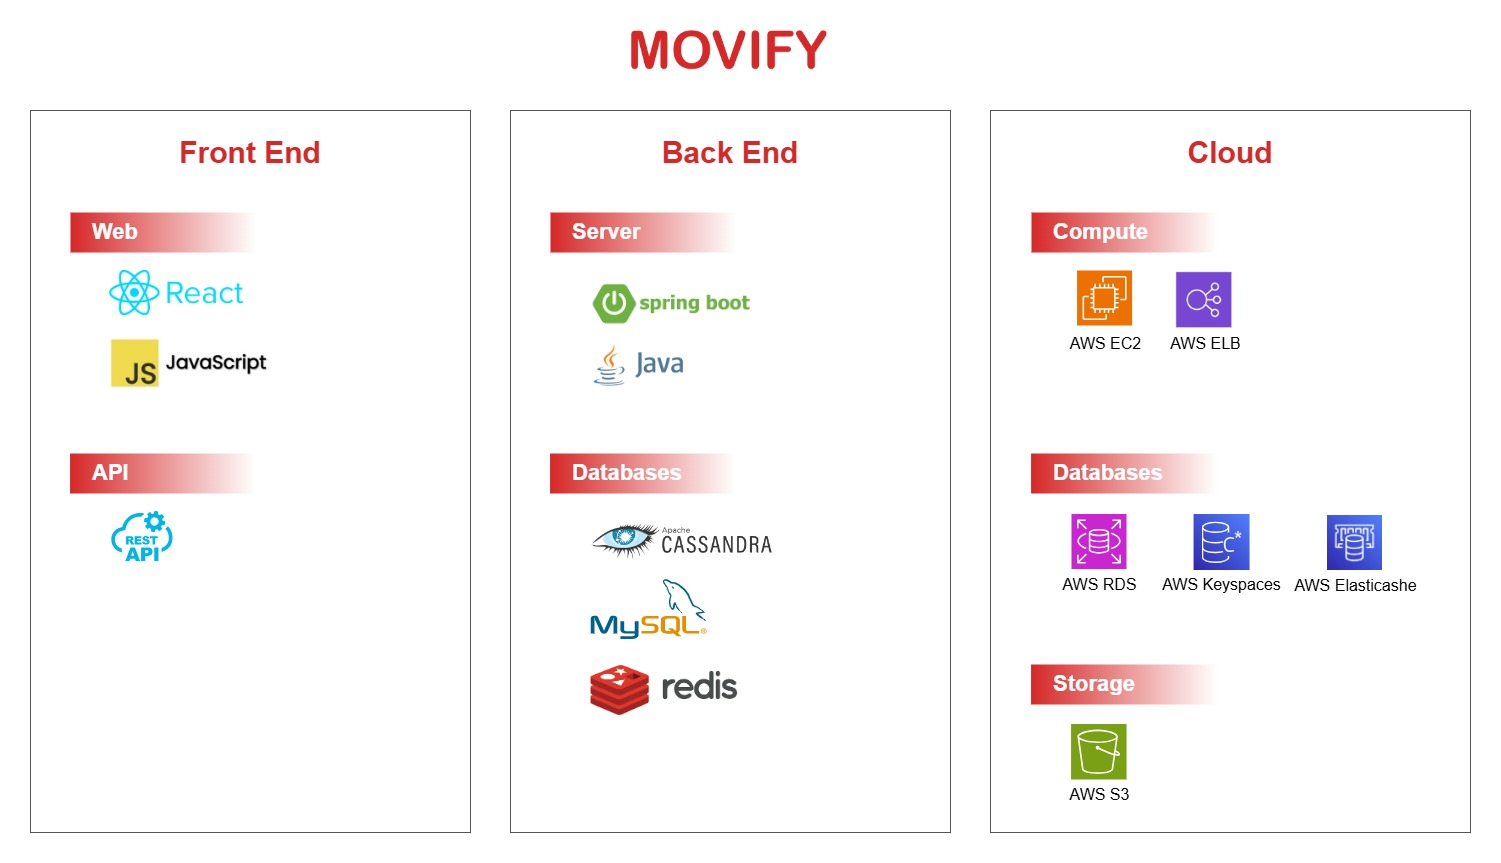 MOVIFY
Front End
Web
React
JS JavaScript
API
REST
API
Back End
Server
spring boot
Java
Databases
Apache
CASSANDRA
MySQL®
redis
Cloud
Compute
AWS EC2
AWS ELB
Databases
C*
AWS RDS
AWS Keyspaces
AWS Elasticashe
Storage
AWS S3